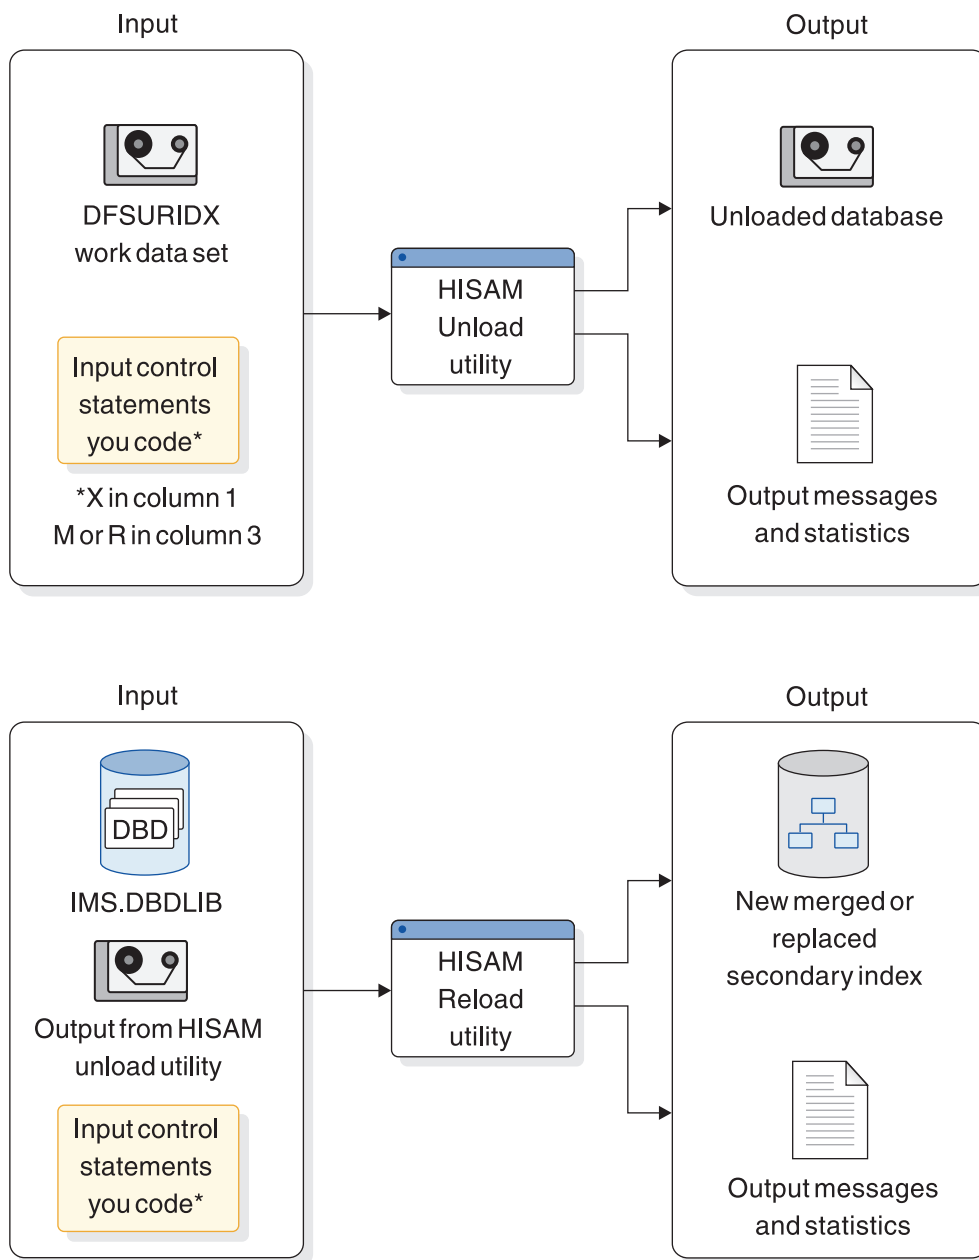 Input
DFSURIDX
work data set
Input control
statements
you code*
*X in column 1
M or R in column 3
HISAM
Unload
utility
Output
Unloaded database
Output messages
and statistics
Input
DBD
IMS.DBDLIB
Output from HISAM
unload utility
Input control
statements
you code*
HISAM
Reload
utility
Output
New merged or
replaced
secondary index
Output messages
and statistics